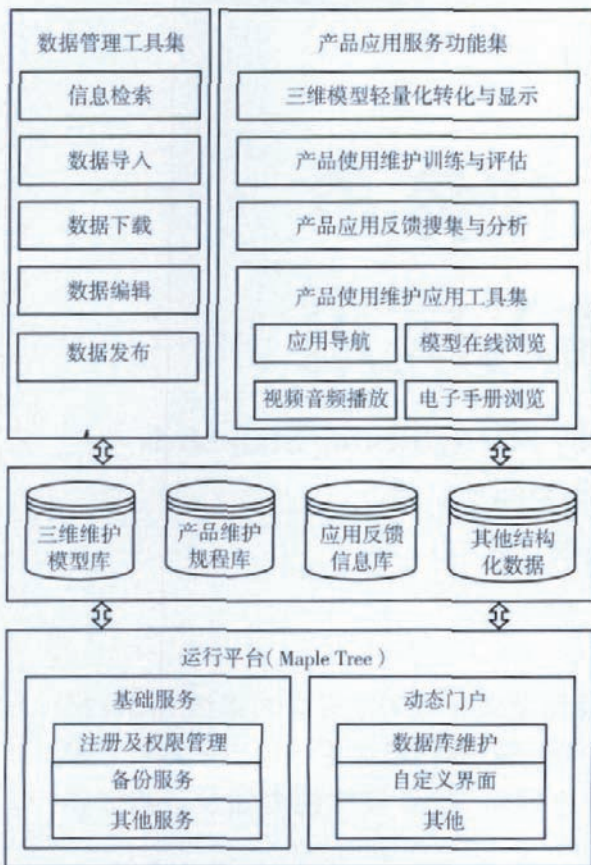 数据管理工具集
信息检索
数据导入
数据下载
数据编辑
数据发布
产品应用服务功能集
三维模型轻量化转化与显示
产品使用维护训练与评估
产品应用反馈搜集与分析
产品使用维护应用工具集
应用导航
模型在线浏览
视频音频播放
电子手册浏览
三维维护
模型库
产品维护
规程库
应用反馈
信息库
其他结构
化数据
运行平台(Maple Tree)
基础服务
注册及权限管理
备份服务
其他服务
动态门户
数据库维护
自定义界面
其他